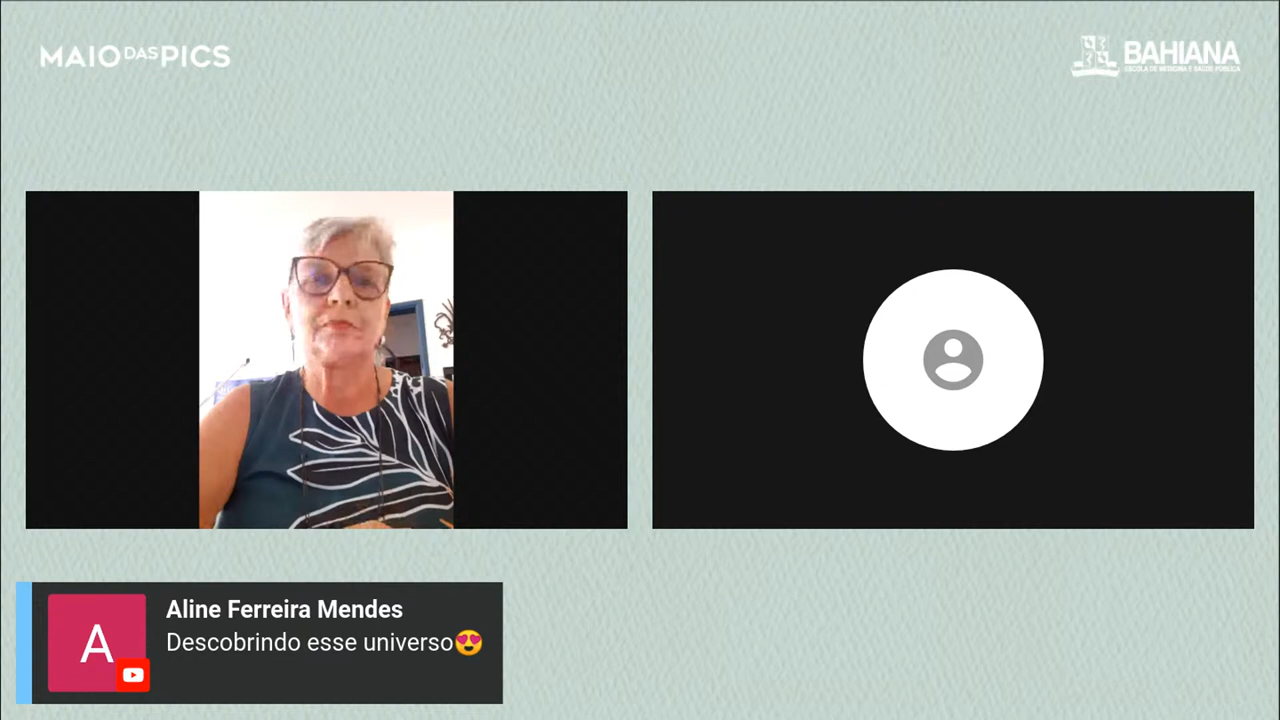 MAIO DAS PICS
BAHIANA
ESCOLA DE MEDICINA E SAÚDE PÚBLICA
A
Aline Ferreira Mendes
Descobrindo esse universo😍